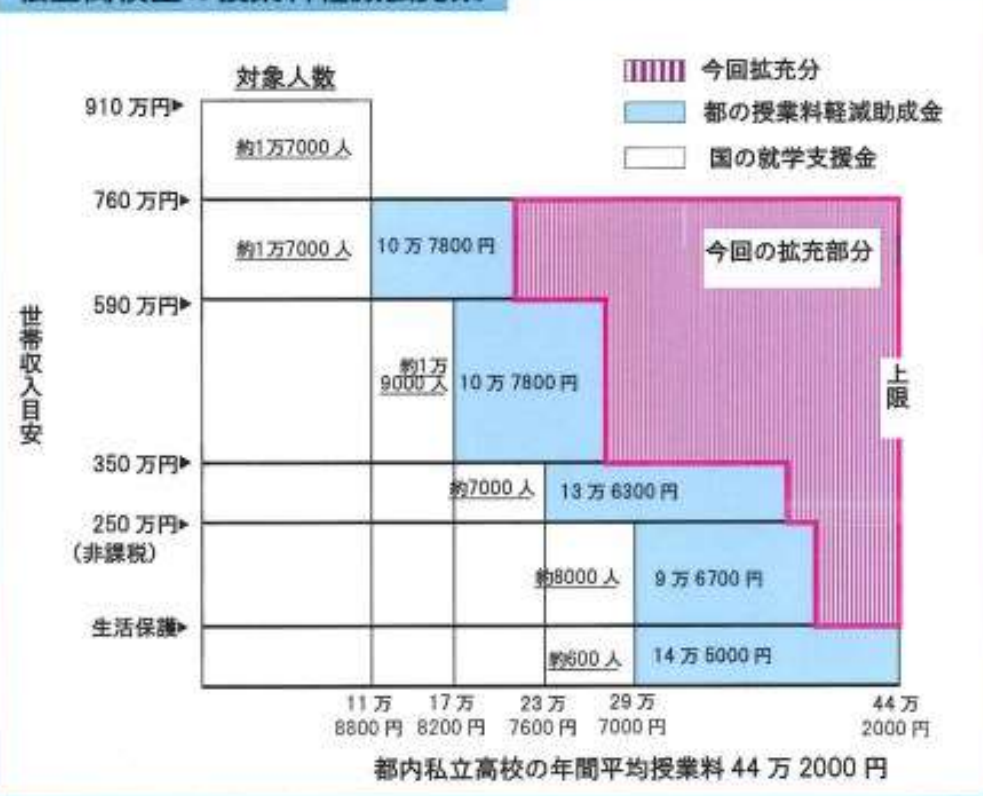 対象人数
今回拡充分
都の授業料軽減助成金
国の就学支援金
910 万円▶
約1万7000 人
760 万円▶
約1万7000 人
10 万 7800 円
今回の拡充部分
590 万円▶
世帯収入目安
約1万
9000 人
10 万 7800 円
上限
350 万円▶
約7000 人
13 万 6300 円
250 万円▶
(非課税)
約8000 人
9 万 6700 円
生活保護▶
約600 人
14 万 5000 円
11 万
8800 円
17 万
8200 円
23 万
7600 円
29 万
7000 円
44 万
2000 円
都内私立高校の年間平均授業料 44 万 2000 円